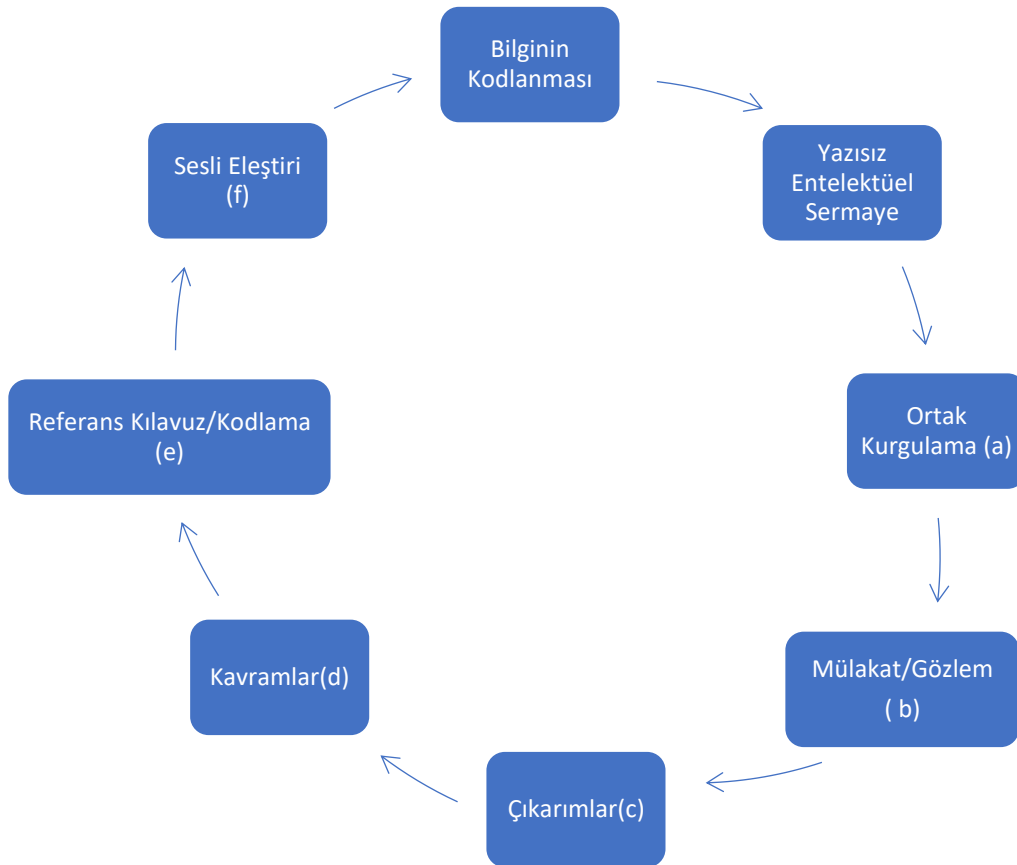 Bilginin
Kodlanması
Yazısız
Entelektüel
Sermaye
Ortak
Kurgulama (a)
Mülakat/Gözlem
( b)
Çıkarımlar(c)
Kavramlar(d)
Referans Kılavuz/Kodlama
(e)
Sesli Eleştiri
(f)